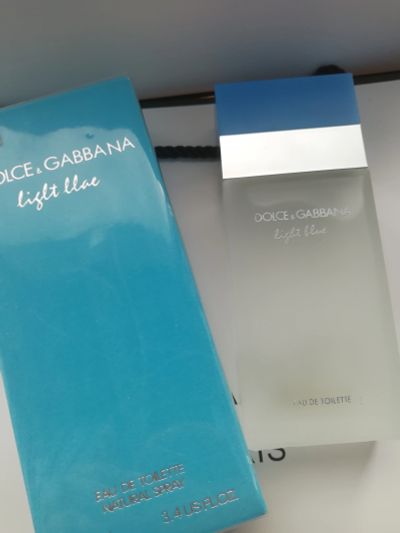 OLCE & GABBANA
light blue
EAU DE TOILETTE
NATURAL SPRAY
3.4 US FL.OZ.
DOLCE & GABBANA
light blue
EAU DE TOILETTE